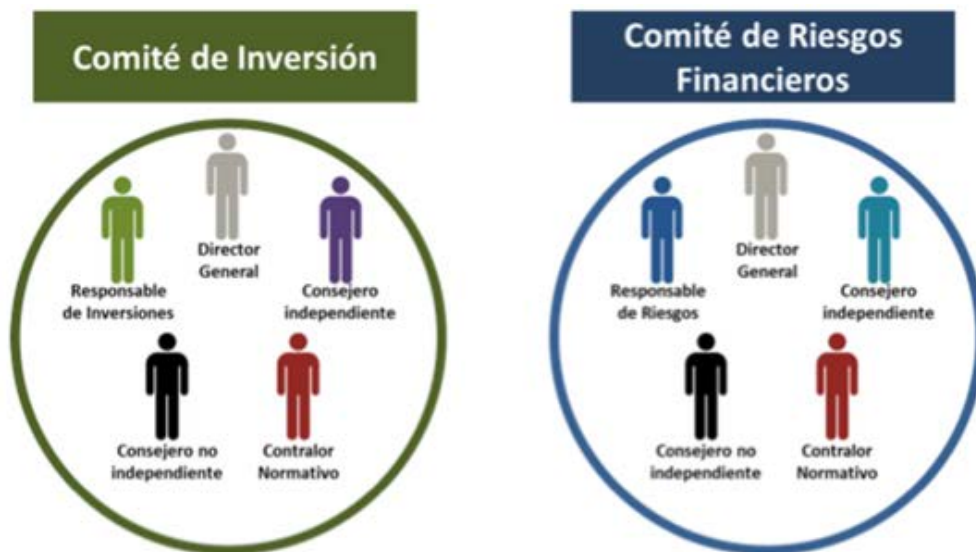 Comité de Inversión
Director
General
Responsable
de Inversiones
Consejero
independiente
Consejero no
independiente
Contralor
Normativo
Comité de Riesgos
Financieros
Director
General
Responsable
de Riesgos
Consejero
independiente
Consejero no
independiente
Contralor
Normativo